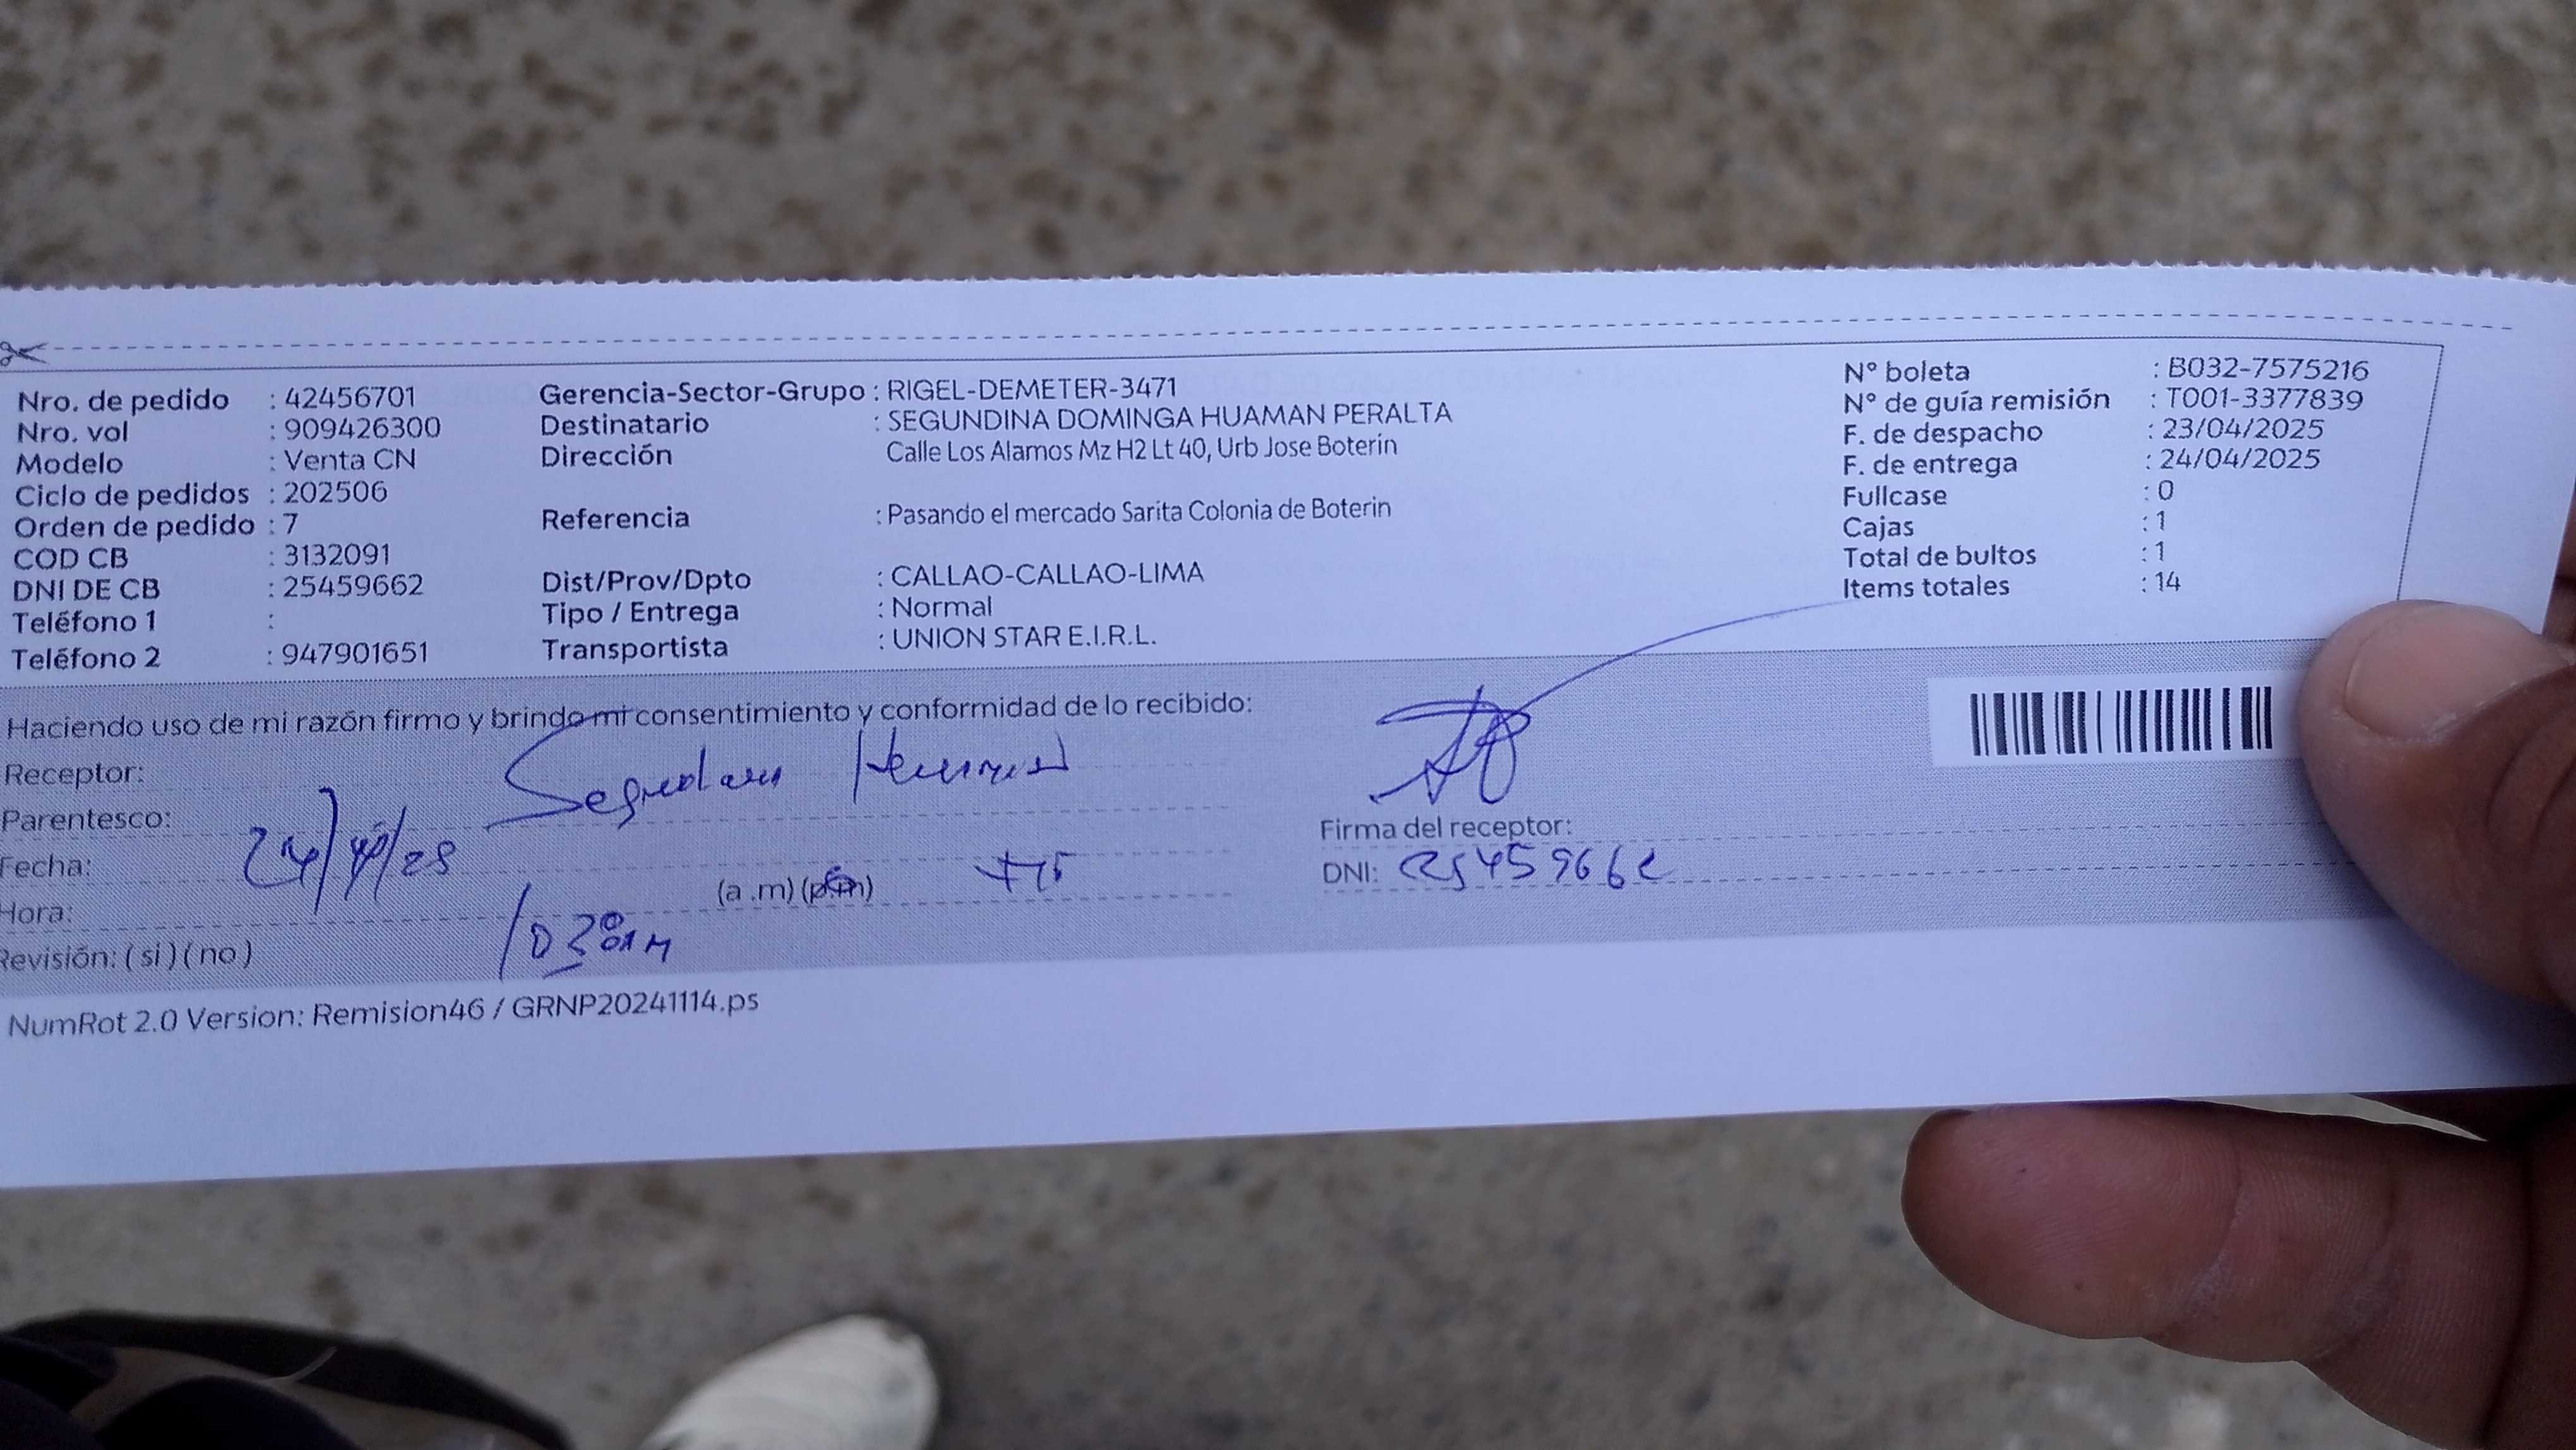 Nro. de pedido : 42456701
Nro. vol : 909426300
Modelo : Venta CN
Ciclo de pedidos : 202506
Orden de pedido : 7
COD CB : 3132091
DNI DE CB : 25459662
Teléfono 1 :
Teléfono 2 : 947901651
Gerencia-Sector-Grupo : RIGEL-DEMETER-3471
Destinatario : SEGUNDINA DOMINGA HUAMAN PERALTA
Dirección Calle Los Alamos Mz H2 Lt 40, Urb Jose Boterin
Referencia : Pasando el mercado Sarita Colonia de Boterin
Dist/Prov/Dpto : CALLAO-CALLAO-LIMA
Tipo / Entrega : Normal
Transportista : UNION STAR E.I.R.L.
N° boleta : B032-7575216
N° de guía remisión : T001-3377839
F. de despacho : 23/04/2025
F. de entrega : 24/04/2025
Fullcase : 0
Cajas : 1
Total de bultos : 1
Items totales : 14
Haciendo uso de mi razón firmo y brindo mi consentimiento y conformidad de lo recibido:
Receptor:
Parentesco:
Fecha:
Hora: (a .m) (p.m)
Revisión: ( si ) ( no )
Firma del receptor:
DNI: 25459662
NumRot 2.0 Version: Remision46 / GRNP20241114.ps